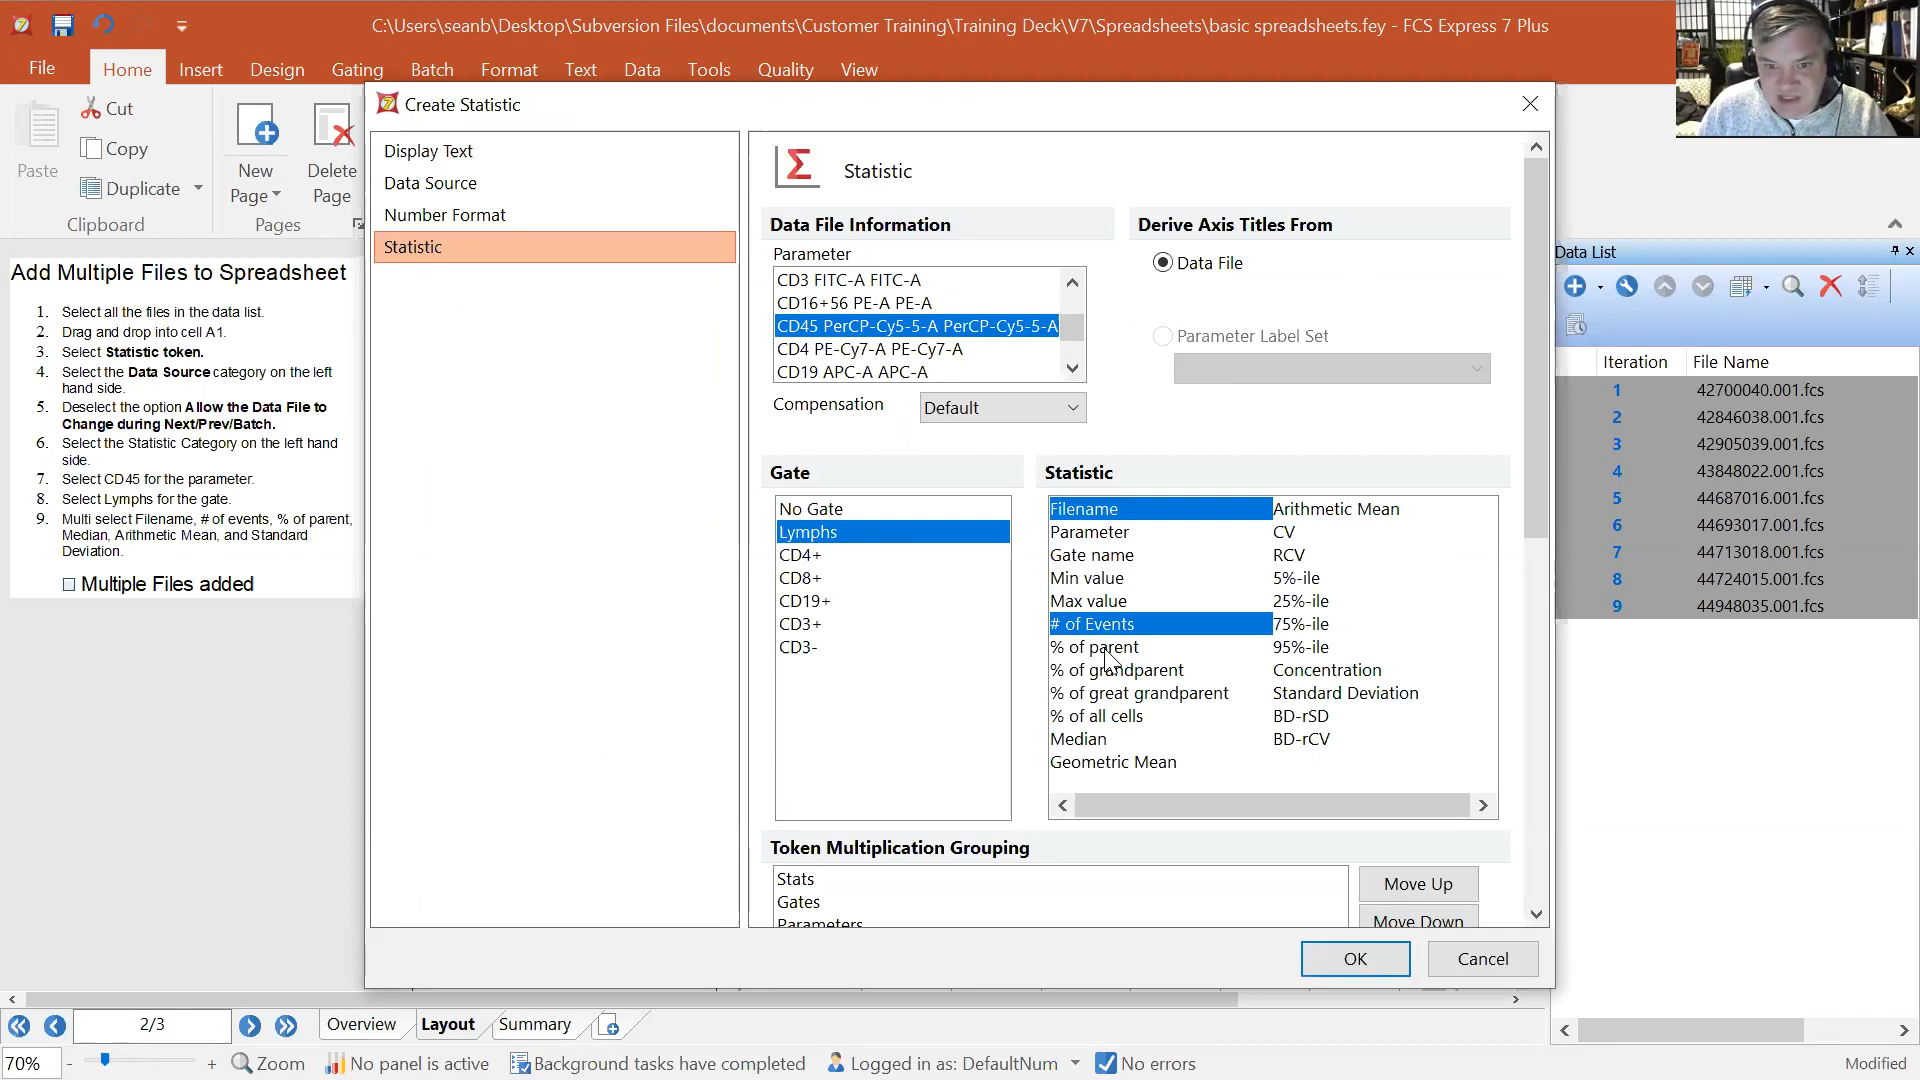 C:\Users\seanb\Desktop\Subversion Files\documents\Customer Training\Training Deck\V7\Spreadsheets\basic spreadsheets.fey - FCS Express 7 Plus
File
Home
Insert
Design
Gating
Batch
Format
Text
Data
Tools
Quality
View
Paste
Cut
Copy
Duplicate
Clipboard
New
Page
Delete
Page
Pages
Add Multiple Files to Spreadsheet
1. Select all the files in the data list.
2. Drag and drop into cell A1.
3. Select Statistic token.
4. Select the Data Source category on the left
hand side.
5. Deselect the option Allow the Data File to
Change during Next/Prev/Batch.
6. Select the Statistic Category on the left hand
side.
7. Select CD45 for the parameter.
8. Select Lymphs for the gate.
9. Multi select Filename, # of events, % of parent,
Median, Arithmetic Mean, and Standard
Deviation.
Multiple Files added
Create Statistic
Display Text
Data Source
Number Format
Statistic
Statistic
Data File Information
Parameter
CD3 FITC-A FITC-A
CD16+56 PE-A PE-A
CD45 PerCP-Cy5-5-A PerCP-Cy5-5-A
CD4 PE-Cy7-A PE-Cy7-A
CD19 APC-A APC-A
Compensation
Default
Derive Axis Titles From
Data File
Parameter Label Set
Gate
No Gate
Lymphs
CD4+
CD8+
CD19+
CD3+
CD3-
Statistic
Filename
Parameter
Gate name
Min value
Max value
# of Events
% of parent
% of grandparent
% of great grandparent
% of all cells
Median
Geometric Mean
Arithmetic Mean
CV
RCV
5%-ile
25%-ile
75%-ile
95%-ile
Concentration
Standard Deviation
BD-rSD
BD-rCV
Token Multiplication Grouping
Stats
Gates
Parameters
Move Up
Move Down
OK
Cancel
Data List
Iteration File Name
1 42700040.001.fcs
2 42846038.001.fcs
3 42905039.001.fcs
4 43848022.001.fcs
5 44687016.001.fcs
6 44693017.001.fcs
7 44713018.001.fcs
8 44724015.001.fcs
9 44948035.001.fcs
2/3
Overview
Layout
Summary
70%
- +
Zoom
No panel is active
Background tasks have completed
Logged in as: DefaultNum
No errors
Modified